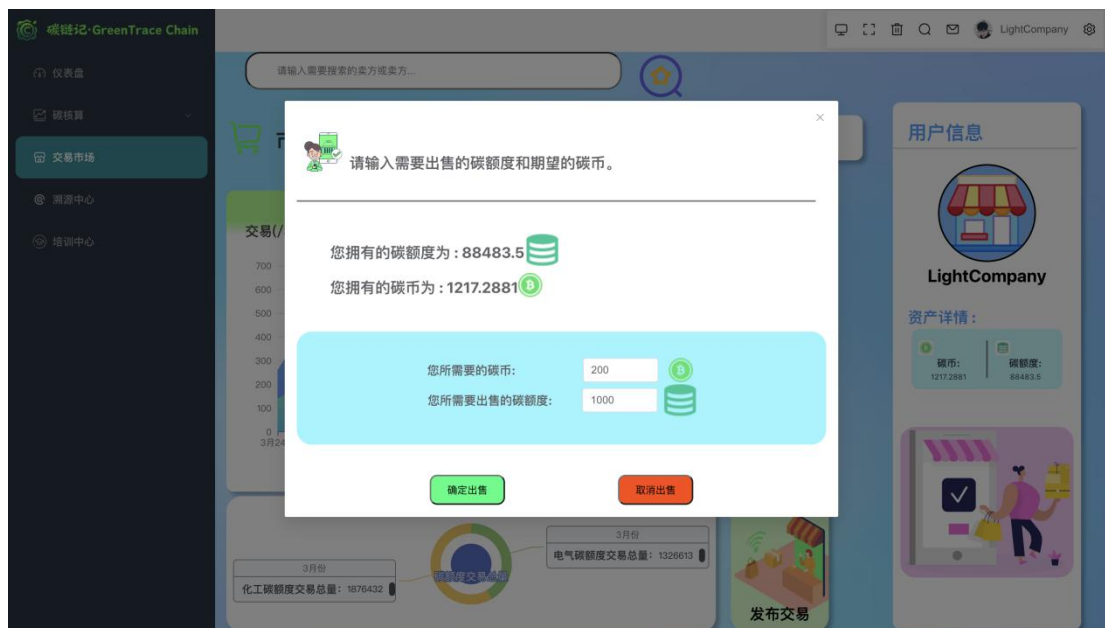 碳链记·GreenTrace Chain
LightCompany
仪表盘
碳核算
交易市场
溯源中心
培训中心
请输入需要搜索的卖方或卖方...
请输入需要出售的碳额度和期望的碳币。
您拥有的碳额度为 : 88483.5
您拥有的碳币为 : 1217.2881
您所需要的碳币:
200
您所需要出售的碳额度:
1000
确定出售
取消出售
交易(/
700
600
500
400
300
200
100
0
3月24
3月份
化工碳额度交易总量: 1876432
碳额度交易总量
3月份
电气碳额度交易总量: 1326613
发布交易
用户信息
LightCompany
资产详情 :
碳币:
1217.2881
碳额度:
88483.5